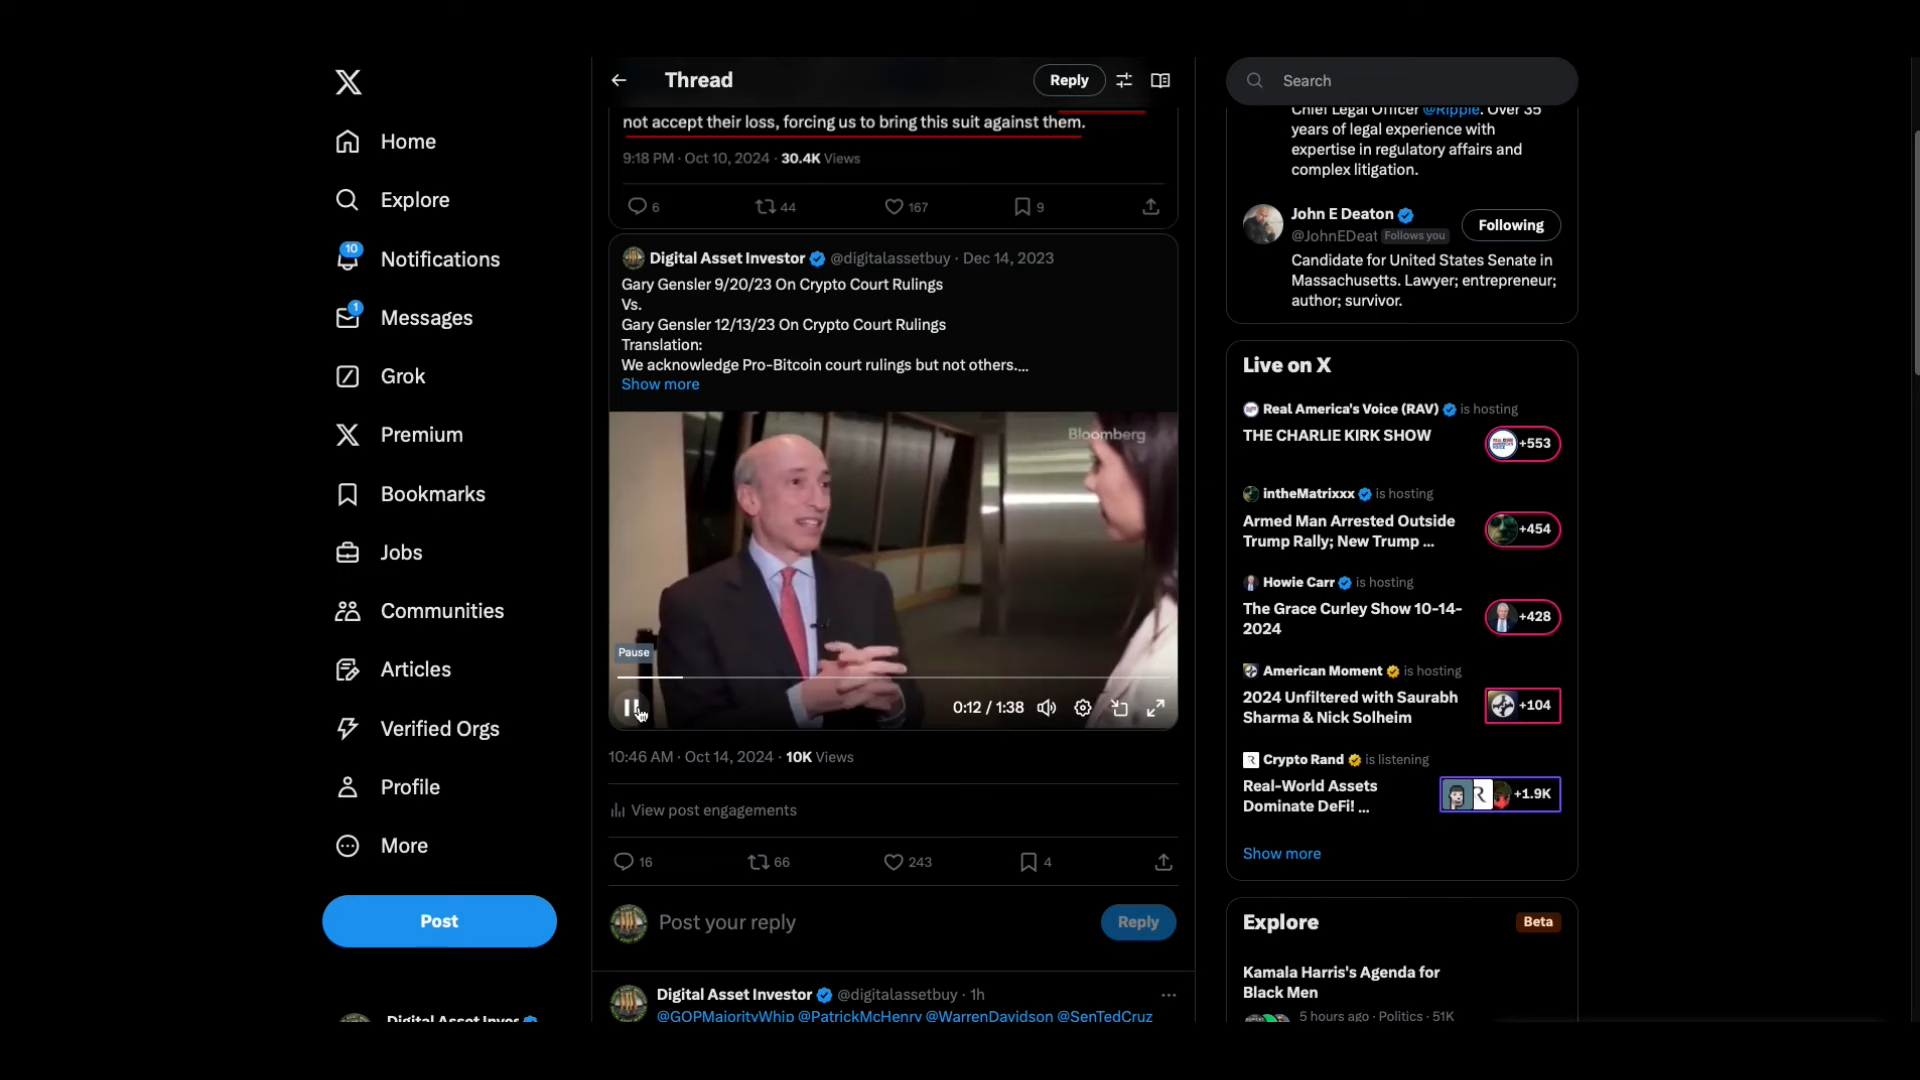 Home
Explore
10
Notifications
1
Messages
Grok
Premium
Bookmarks
Jobs
Communities
Articles
Verified Orgs
Profile
More
Post
Digital Asset Inves
Thread
Reply
not accept their loss, forcing us to bring this suit against them.
9:18 PM · Oct 10, 2024 · 30.4K Views
6 44 167 9
Digital Asset Investor @digitalassetbuy · Dec 14, 2023
Gary Gensler 9/20/23 On Crypto Court Rulings
Vs.
Gary Gensler 12/13/23 On Crypto Court Rulings
Translation:
We acknowledge Pro-Bitcoin court rulings but not others....
Show more
Bloomberg
Pause
0:12 / 1:38
10:46 AM · Oct 14, 2024 · 10K Views
View post engagements
16 66 243 4
Post your reply
Reply
Digital Asset Investor @digitalassetbuy · 1h
@GOPMajorityWhip @PatrickMcHenry @WarrenDavidson @SenTedCruz
Search
Chief Legal Officer @Ripple. Over 35
years of legal experience with
expertise in regulatory affairs and
complex litigation.
John E Deaton
Following
@JohnEDeat Follows you
Candidate for United States Senate in
Massachusetts. Lawyer; entrepreneur;
author; survivor.
Live on X
Real America's Voice (RAV) is hosting
THE CHARLIE KIRK SHOW
+553
intheMatrixxx is hosting
Armed Man Arrested Outside
Trump Rally; New Trump ...
+454
Howie Carr is hosting
The Grace Curley Show 10-14-
2024
+428
American Moment is hosting
2024 Unfiltered with Saurabh
Sharma & Nick Solheim
+104
Crypto Rand is listening
Real-World Assets
Dominate DeFi! ...
+1.9K
Show more
Explore
Beta
Kamala Harris's Agenda for
Black Men
5 hours ago · Politics · 51K